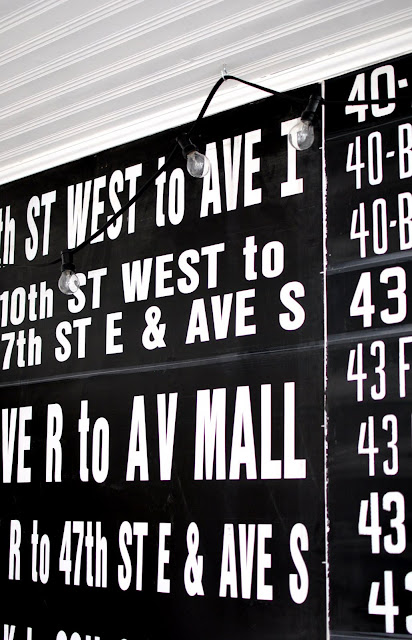 th ST WEST to AVE I
10th ST WEST to
7th ST E & AVE S
VE R to AV MALL
R to 47th ST E & AVE S
40-
40-B
40-B
43
43 F
43
43
43